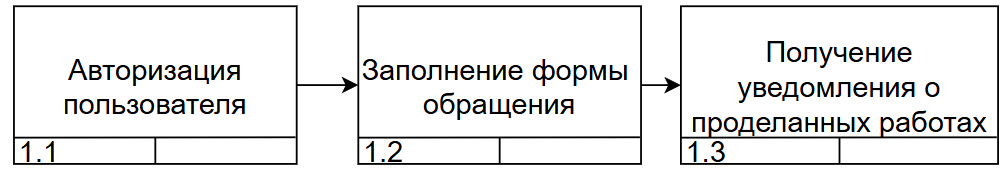 Авторизация
пользователя
1.1
Заполнение формы
обращения
1.2
Получение
уведомления о
проделанных работах
1.3